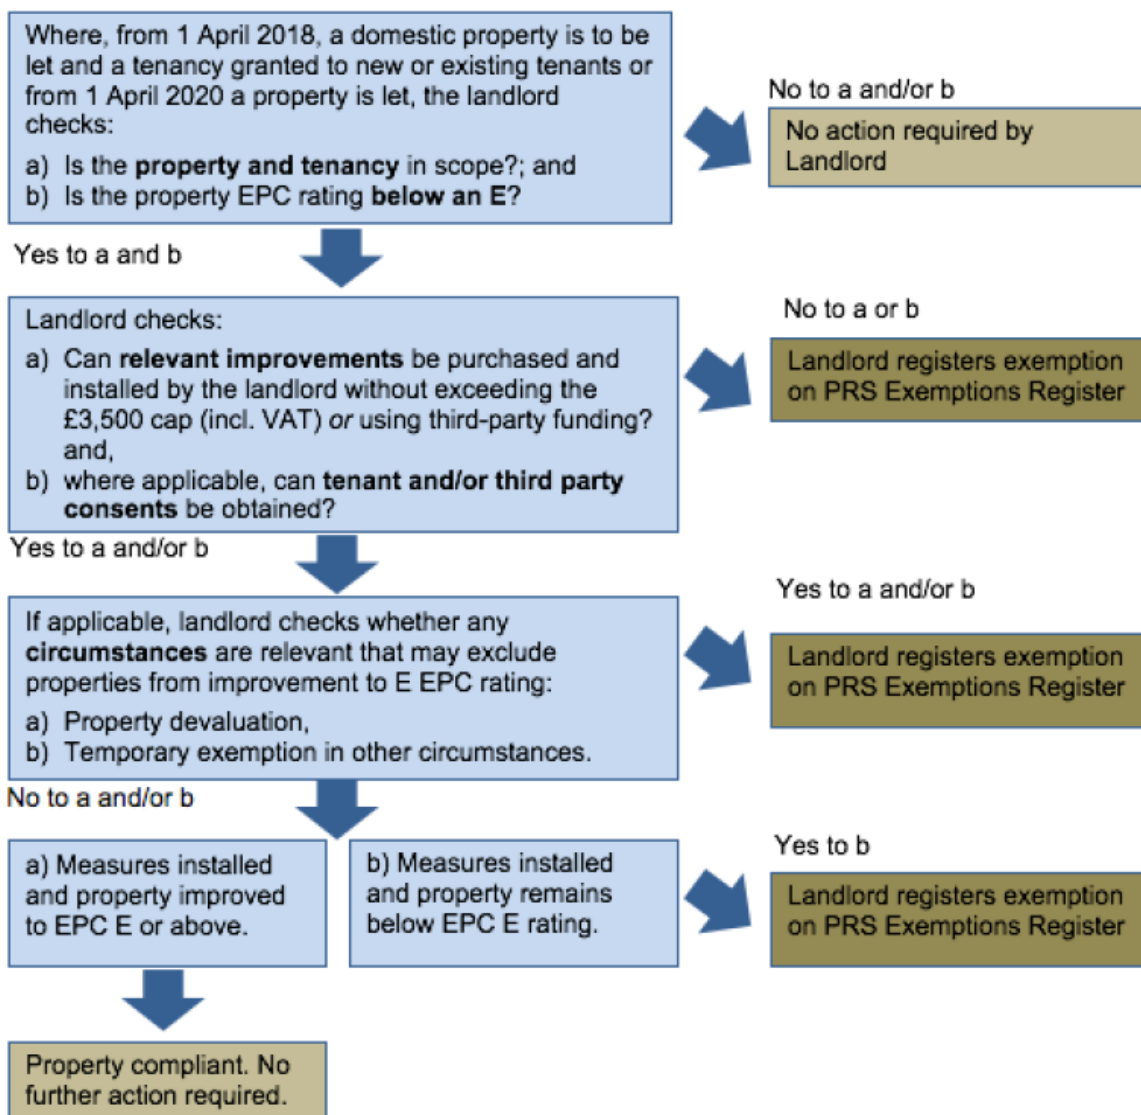 Where, from 1 April 2018, a domestic property is to be
let and a tenancy granted to new or existing tenants or
from 1 April 2020 a property is let, the landlord
checks:
a) Is the property and tenancy in scope?; and
b) Is the property EPC rating below an E?
No to a and/or b
No action required by
Landlord
Yes to a and b
Landlord checks:
a) Can relevant improvements be purchased and
installed by the landlord without exceeding the
£3,500 cap (incl. VAT) or using third-party funding?
and,
b) where applicable, can tenant and/or third party
consents be obtained?
No to a or b
Landlord registers exemption
on PRS Exemptions Register
Yes to a and/or b
If applicable, landlord checks whether any
circumstances are relevant that may exclude
properties from improvement to E EPC rating:
a) Property devaluation,
b) Temporary exemption in other circumstances.
Yes to a and/or b
Landlord registers exemption
on PRS Exemptions Register
No to a and/or b
a) Measures installed
and property improved
to EPC E or above.
b) Measures installed
and property remains
below EPC E rating.
Yes to b
Landlord registers exemption
on PRS Exemptions Register
Property compliant. No
further action required.